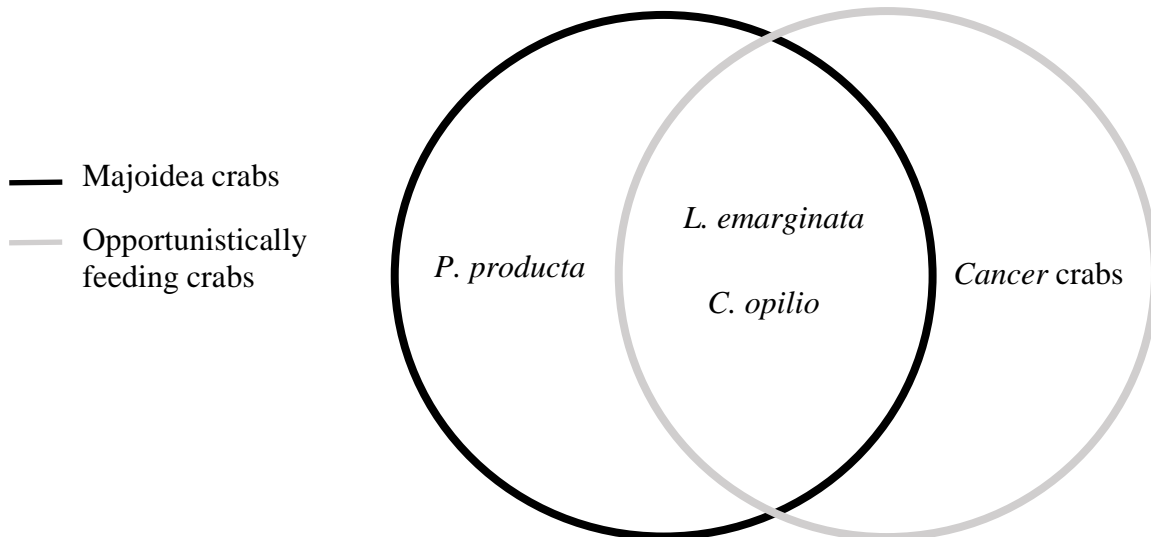 Majoidea crabs
Opportunistically
feeding crabs
P. producta
L. emarginata
C. opilio
Cancer crabs